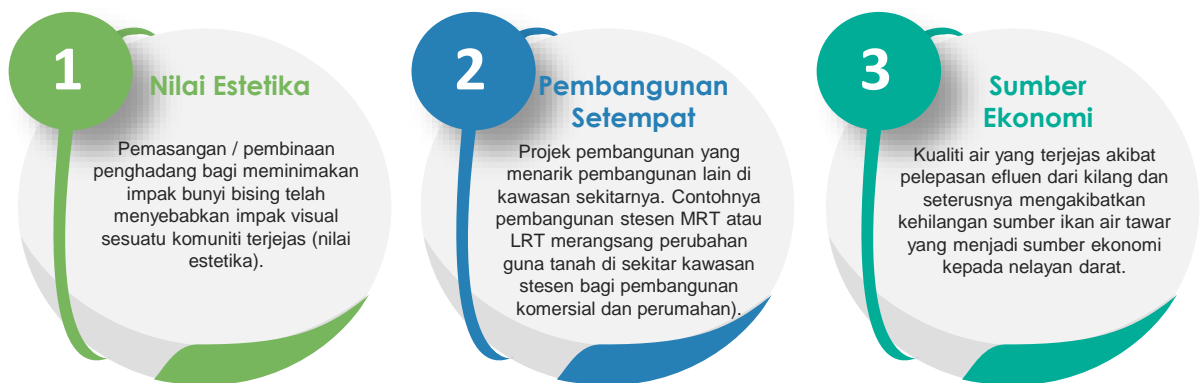 1
Nilai Estetika
Pemasangan / pembinaan
penghadang bagi meminimakan
impak bunyi bising telah
menyebabkan impak visual
sesuatu komuniti terjejas (nilai
estetika).
2
Pembangunan
Setempat
Projek pembangunan yang
menarik pembangunan lain di
kawasan sekitarnya. Contohnya
pembangunan stesen MRT atau
LRT merangsang perubahan
guna tanah di sekitar kawasan
stesen bagi pembangunan
komersial dan perumahan).
3
Sumber
Ekonomi
Kualiti air yang terjejas akibat
pelepasan efluen dari kilang dan
seterusnya mengakibatkan
kehilangan sumber ikan air tawar
yang menjadi sumber ekonomi
kepada nelayan darat.